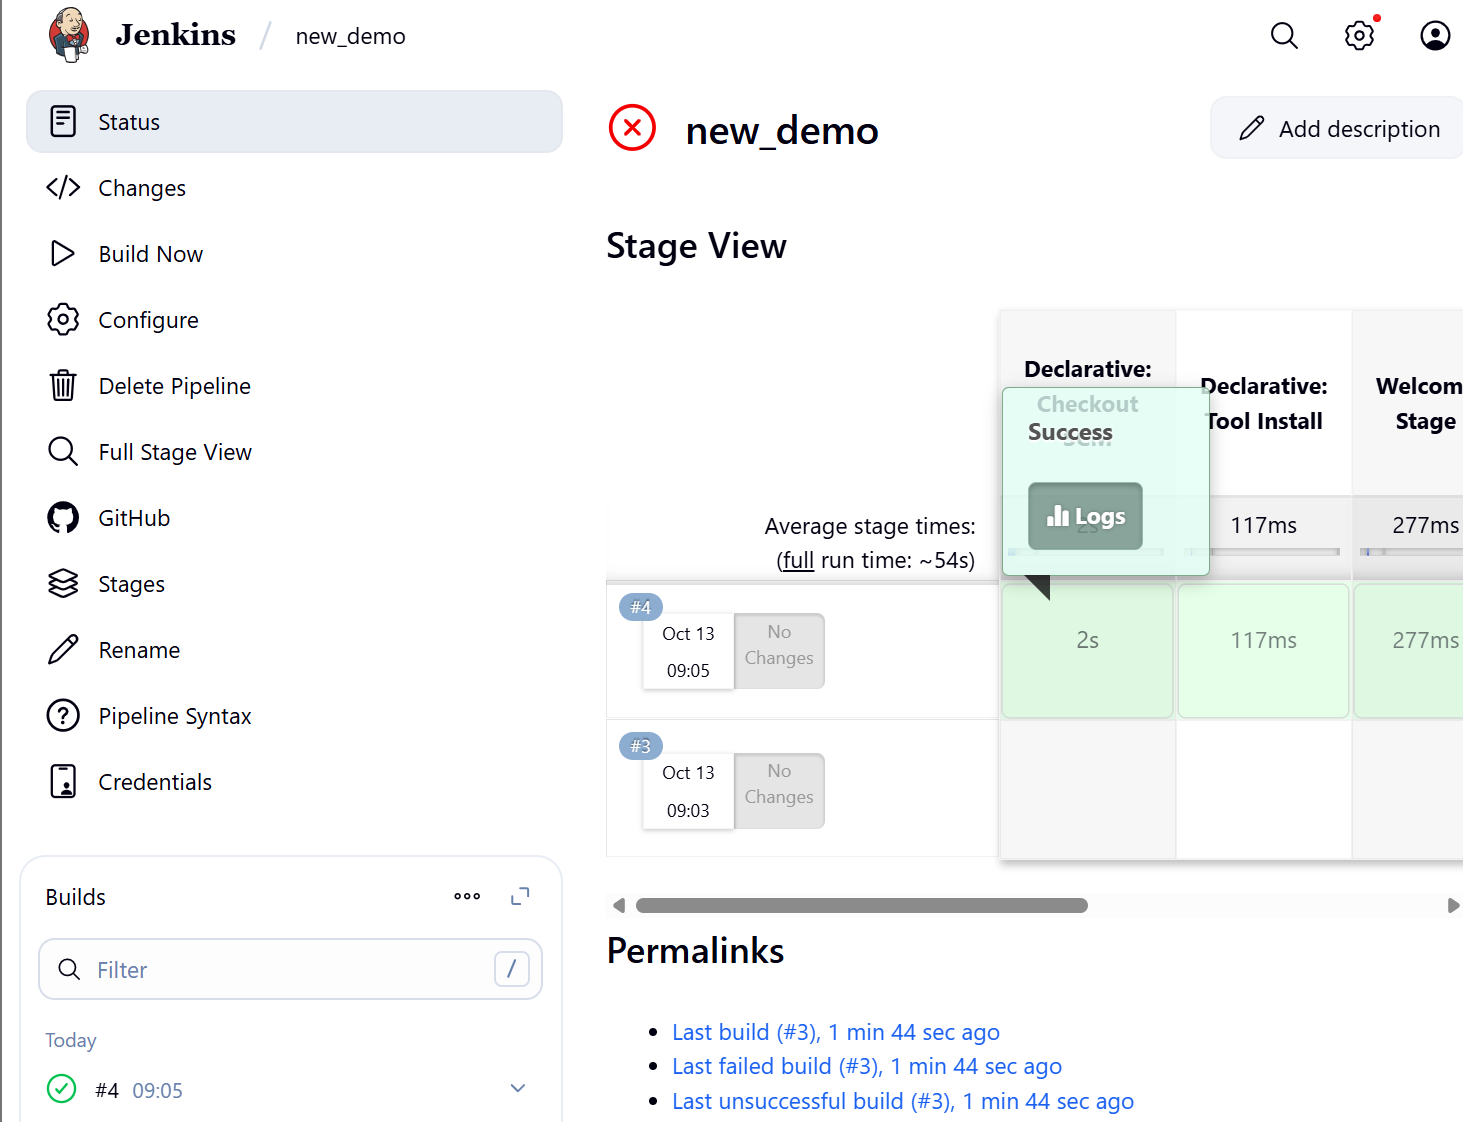 Jenkins / new_demo
Status
Changes
Build Now
Configure
Delete Pipeline
Full Stage View
GitHub
Stages
Rename
Pipeline Syntax
Credentials
Builds
Filter
/
Today
#4 09:05
new_demo
Add description
Stage View
Declarative:
Checkout
SCM
Declarative:
Tool Install
Welcom
Stage
Success
Logs
Average stage times:
(full run time: ~54s)
2s
117ms
277ms
#4
Oct 13
09:05
No
Changes
2s
117ms
277ms
#3
Oct 13
09:03
No
Changes
Permalinks
Last build (#3), 1 min 44 sec ago
Last failed build (#3), 1 min 44 sec ago
Last unsuccessful build (#3), 1 min 44 sec ago